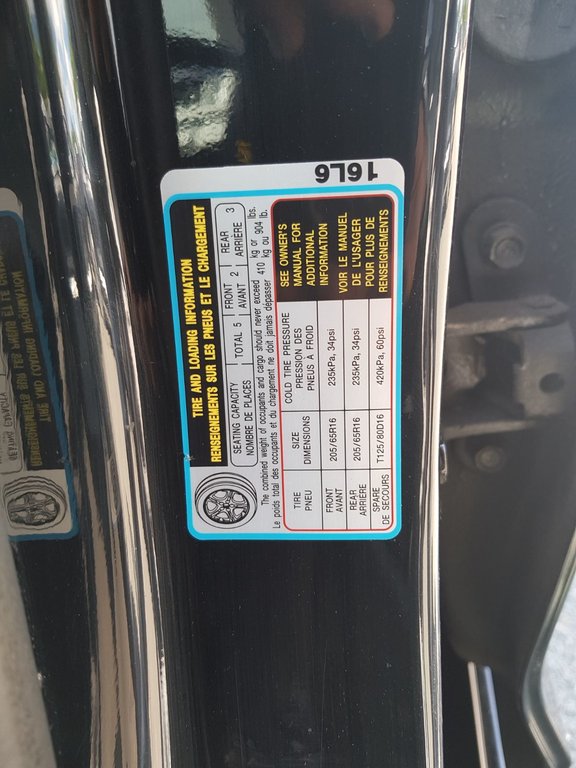 16L6
TIRE AND LOADING INFORMATION
RENSEIGNEMENTS SUR LES PNEUS ET LE CHARGEMENT
SEATING CAPACITY TOTAL 5 FRONT 2 REAR 3
NOMBRE DE PLACES AVANT ARRIÈRE
The combined weight of occupants and cargo should never exceed 410 kg or 904 lbs.
Le poids total des occupants et du chargement ne doit jamais dépasser kg ou lb.
TIRE SIZE COLD TIRE PRESSURE
PNEU DIMENSIONS PRESSION DES
PNEUS À FROID
FRONT 205/65R16 235kPa, 34psi
AVANT
REAR 205/65R16 235kPa, 34psi
ARRIÈRE
SPARE T125/80D16 420kPa, 60psi
DE SECOURS
SEE OWNER'S
MANUAL FOR
ADDITIONAL
INFORMATION
VOIR LE MANUEL
DE L'USAGER
POUR PLUS DE
RENSEIGNEMENTS